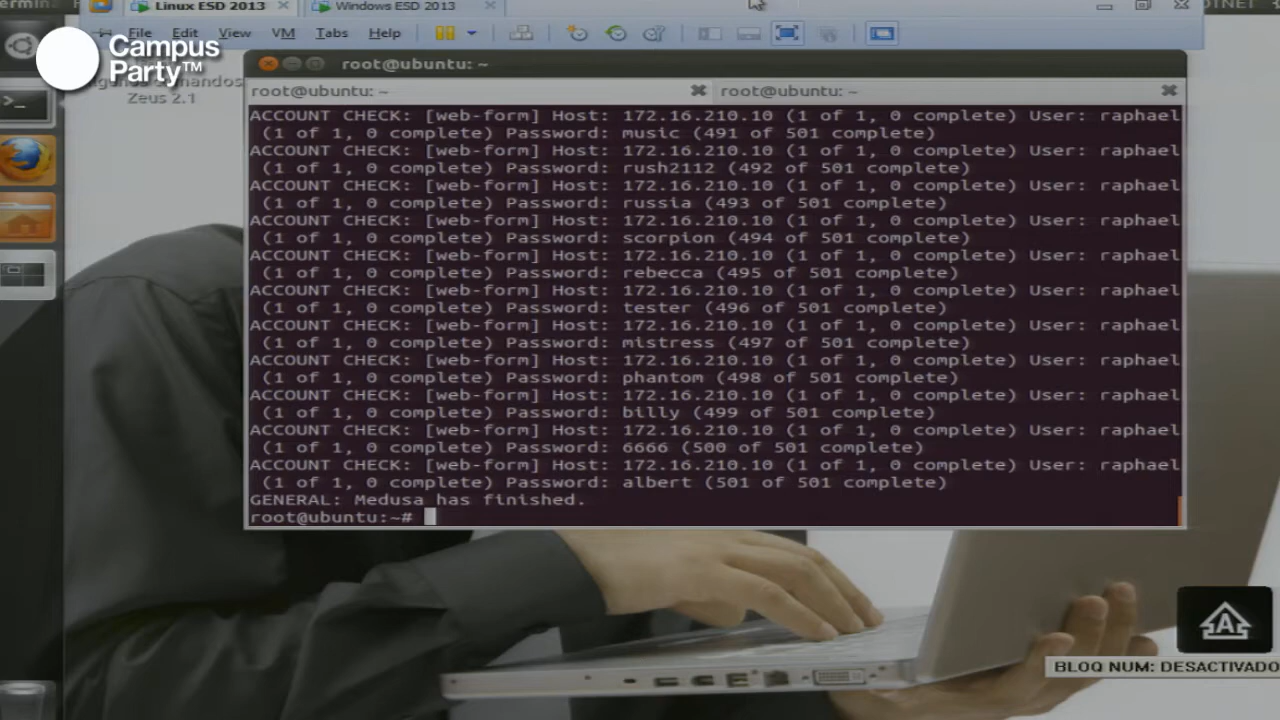 Linux ESD 2013
Windows ESD 2013
File Edit View VM Tabs Help
Campus
Party™
Zeus 2.1
root@ubuntu: ~
root@ubuntu: ~
root@ubuntu: ~
ACCOUNT CHECK: [web-form] Host: 172.16.210.10 (1 of 1, 0 complete) User: raphael
(1 of 1, 0 complete) Password: music (491 of 501 complete)
ACCOUNT CHECK: [web-form] Host: 172.16.210.10 (1 of 1, 0 complete) User: raphael
(1 of 1, 0 complete) Password: rush2112 (492 of 501 complete)
ACCOUNT CHECK: [web-form] Host: 172.16.210.10 (1 of 1, 0 complete) User: raphael
(1 of 1, 0 complete) Password: russia (493 of 501 complete)
ACCOUNT CHECK: [web-form] Host: 172.16.210.10 (1 of 1, 0 complete) User: raphael
(1 of 1, 0 complete) Password: scorpion (494 of 501 complete)
ACCOUNT CHECK: [web-form] Host: 172.16.210.10 (1 of 1, 0 complete) User: raphael
(1 of 1, 0 complete) Password: rebecca (495 of 501 complete)
ACCOUNT CHECK: [web-form] Host: 172.16.210.10 (1 of 1, 0 complete) User: raphael
(1 of 1, 0 complete) Password: tester (496 of 501 complete)
ACCOUNT CHECK: [web-form] Host: 172.16.210.10 (1 of 1, 0 complete) User: raphael
(1 of 1, 0 complete) Password: mistress (497 of 501 complete)
ACCOUNT CHECK: [web-form] Host: 172.16.210.10 (1 of 1, 0 complete) User: raphael
(1 of 1, 0 complete) Password: phantom (498 of 501 complete)
ACCOUNT CHECK: [web-form] Host: 172.16.210.10 (1 of 1, 0 complete) User: raphael
(1 of 1, 0 complete) Password: billy (499 of 501 complete)
ACCOUNT CHECK: [web-form] Host: 172.16.210.10 (1 of 1, 0 complete) User: raphael
(1 of 1, 0 complete) Password: 6666 (500 of 501 complete)
ACCOUNT CHECK: [web-form] Host: 172.16.210.10 (1 of 1, 0 complete) User: raphael
(1 of 1, 0 complete) Password: albert (501 of 501 complete)
GENERAL: Medusa has finished.
root@ubuntu:~#
A
BLOQ NUM: DESACTIVADO